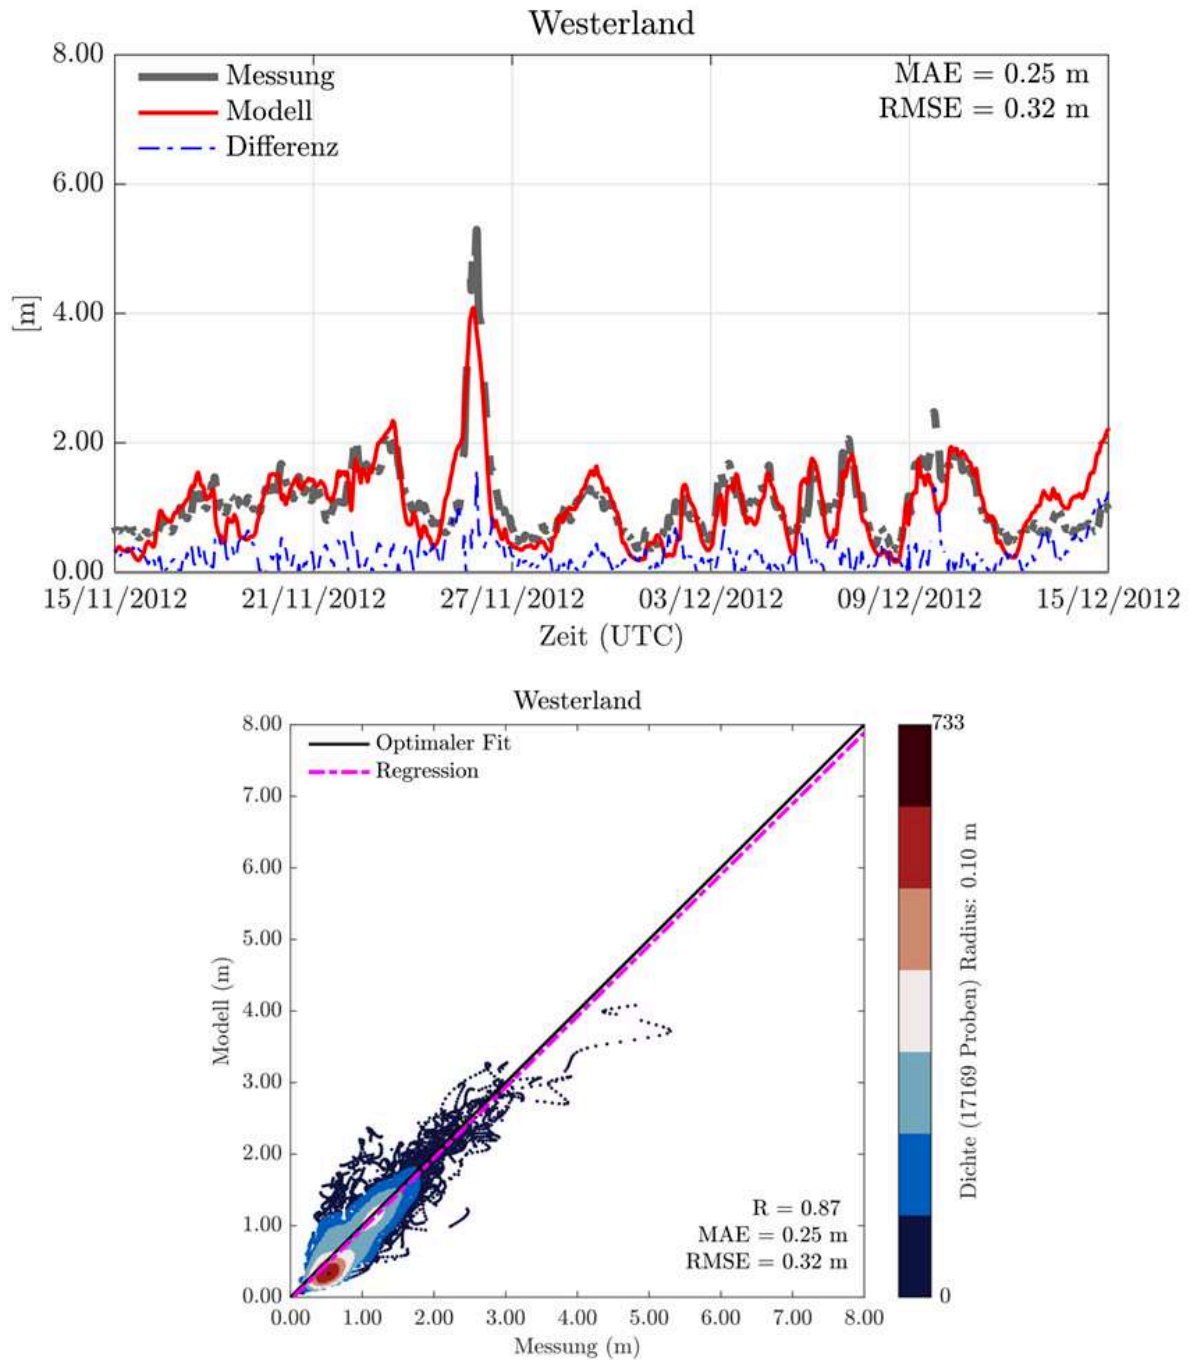 Westerland
8.00
6.00
4.00
2.00
0.00
[m]
Messung
Modell
Differenz
MAE = 0.25 m
RMSE = 0.32 m
15/11/2012 21/11/2012 27/11/2012 03/12/2012 09/12/2012 15/12/2012
Zeit (UTC)
Westerland
8.00
7.00
6.00
5.00
4.00
3.00
2.00
1.00
0.00
Modell (m)
Optimaler Fit
Regression
R = 0.87
MAE = 0.25 m
RMSE = 0.32 m
0.00 1.00 2.00 3.00 4.00 5.00 6.00 7.00 8.00
Messung (m)
733
0
Dichte (17169 Proben) Radius: 0.10 m